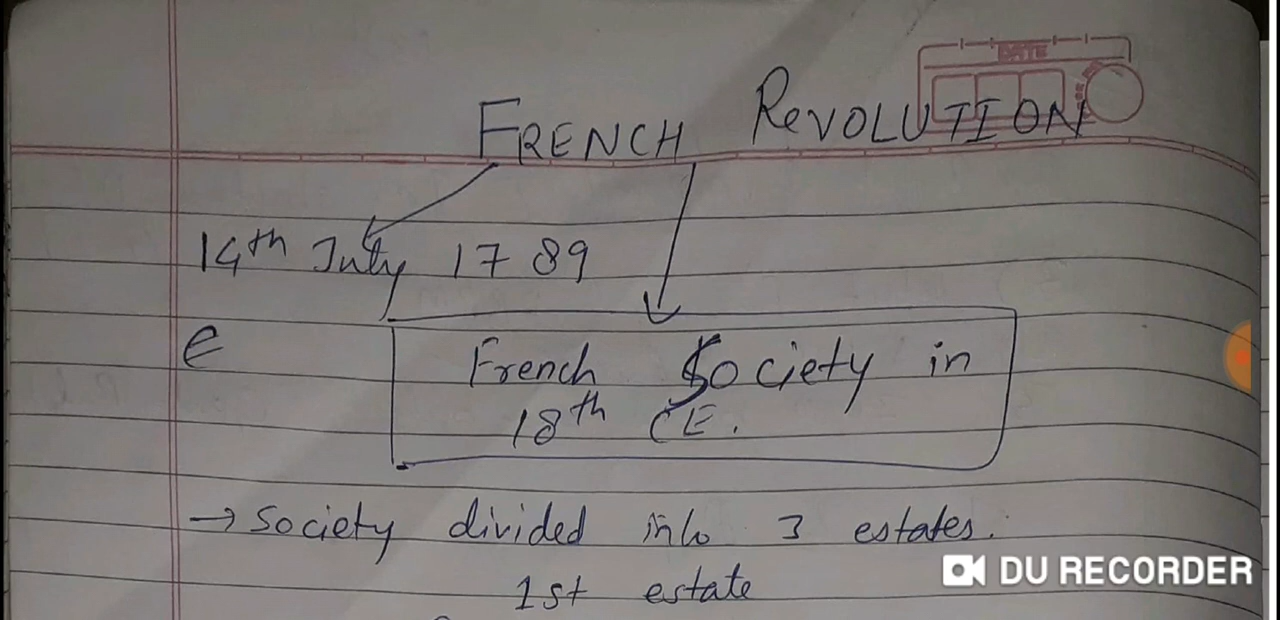 DATE
FRENCH REVOLUTION
14th July 1789
e
French Society in
18th CE.
→ Society divided into 3 estates.
1st estate
DU RECORDER